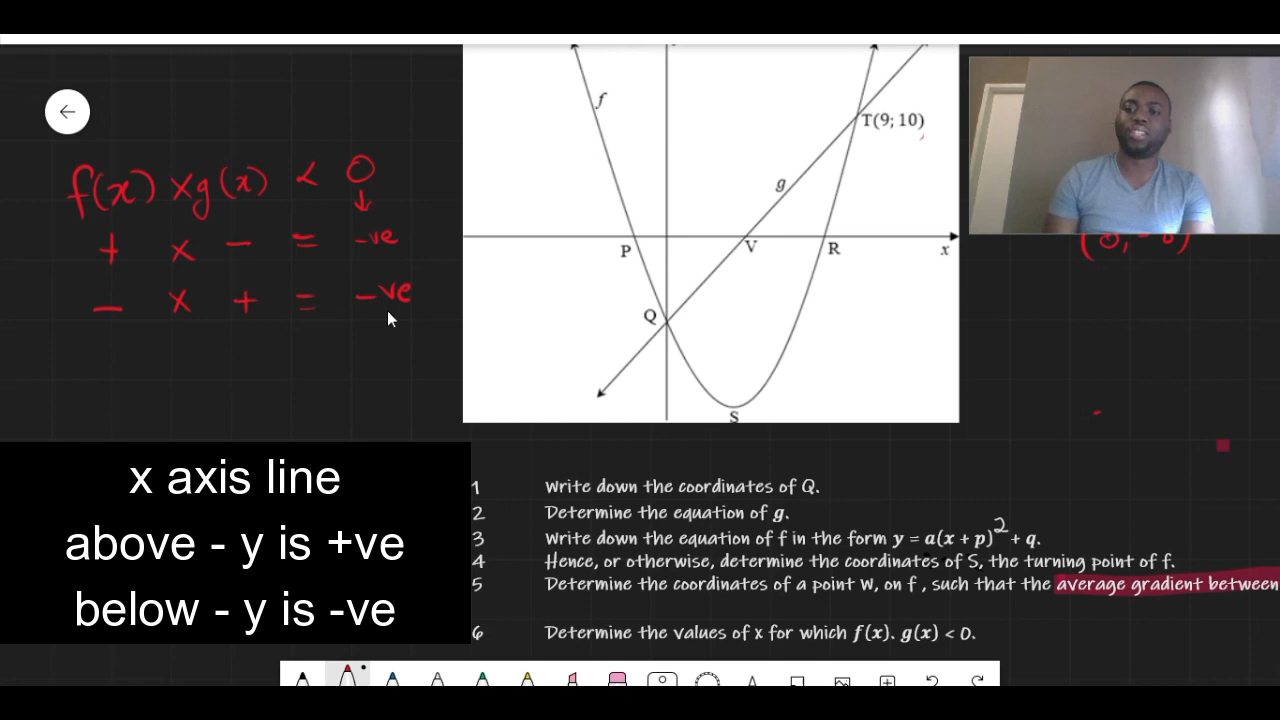 f(x) × g(x) < 0
+ × - = -ve
- × + = -ve
f
g
T(9; 10)
P
V
R
x
Q
S
x axis line
above - y is +ve
below - y is -ve
1 Write down the coordinates of Q.
2 Determine the equation of g.
3 Write down the equation of f in the form y = a(x + p)² + q.
4 Hence, or otherwise, determine the coordinates of S, the turning point of f.
5 Determine the coordinates of a point W, on f , such that the average gradient between
6 Determine the values of x for which f(x). g(x) < 0.